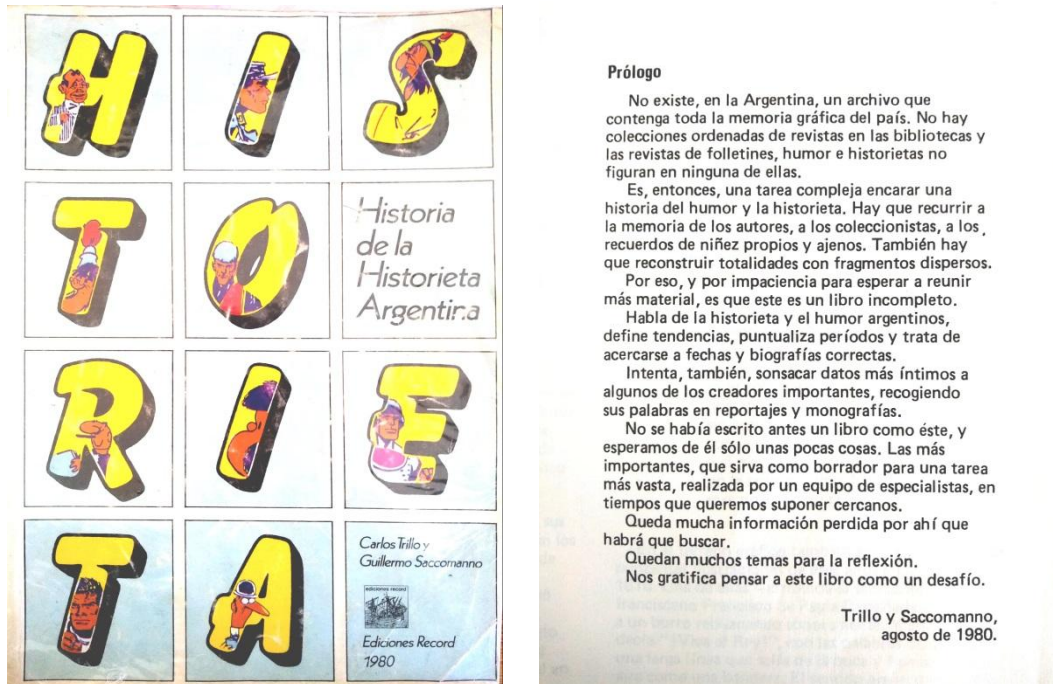 HIS
TO
Historia
de la
Historieta
Argentina
RIE
TA
Carlos Trillo y
Guillermo Saccomanno
ediciones record
Ediciones Record
1980
Prólogo
No existe, en la Argentina, un archivo que
contenga toda la memoria gráfica del país. No hay
colecciones ordenadas de revistas en las bibliotecas y
las revistas de folletines, humor e historietas no
figuran en ninguna de ellas.
Es, entonces, una tarea compleja encarar una
historia del humor y la historieta. Hay que recurrir a
la memoria de los autores, a los coleccionistas, a los
recuerdos de niñez propios y ajenos. También hay
que reconstruir totalidades con fragmentos dispersos.
Por eso, y por impaciencia para esperar a reunir
más material, es que este es un libro incompleto.
Habla de la historieta y el humor argentinos,
define tendencias, puntualiza períodos y trata de
acercarse a fechas y biografías correctas.
Intenta, también, sonsacar datos más íntimos a
algunos de los creadores importantes, recogiendo
sus palabras en reportajes y monografías.
No se había escrito antes un libro como éste, y
esperamos de él sólo unas pocas cosas. Las más
importantes, que sirva como borrador para una tarea
más vasta, realizada por un equipo de especialistas, en
tiempos que queremos suponer cercanos.
Queda mucha información perdida por ahí que
habrá que buscar.
Quedan muchos temas para la reflexión.
Nos gratifica pensar a este libro como un desafío.
Trillo y Saccomanno,
agosto de 1980.